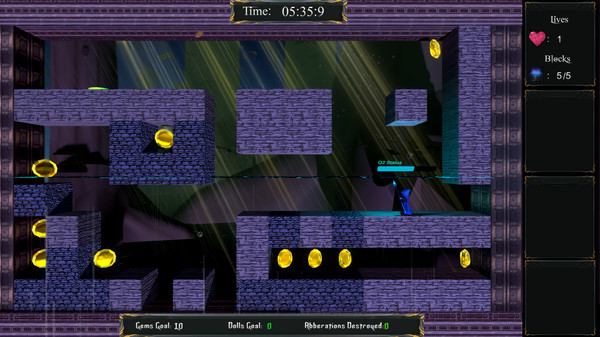 Time: 05:35:9
Lives
: 1
Blocks
: 5/5
O2 Status
Gems Goal: 10 Dolls Goal: 0 Abberations Destroyed:0